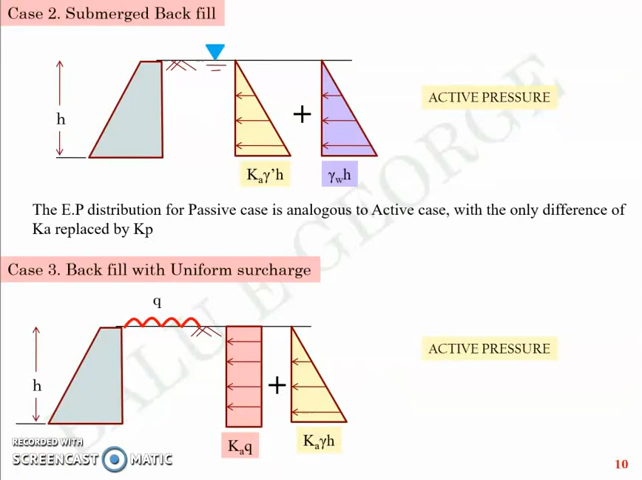 Case 2. Submerged Back fill
h
+
ACTIVE PRESSURE
Kₐγ'h
γwh
The E.P distribution for Passive case is analogous to Active case, with the only difference of
Ka replaced by Kp
Case 3. Back fill with Uniform surcharge
q
h
+
ACTIVE PRESSURE
Kₐq
Kₐγh
LALU E GEORGE
RECORDED WITH
SCREENCAST MATIC
10